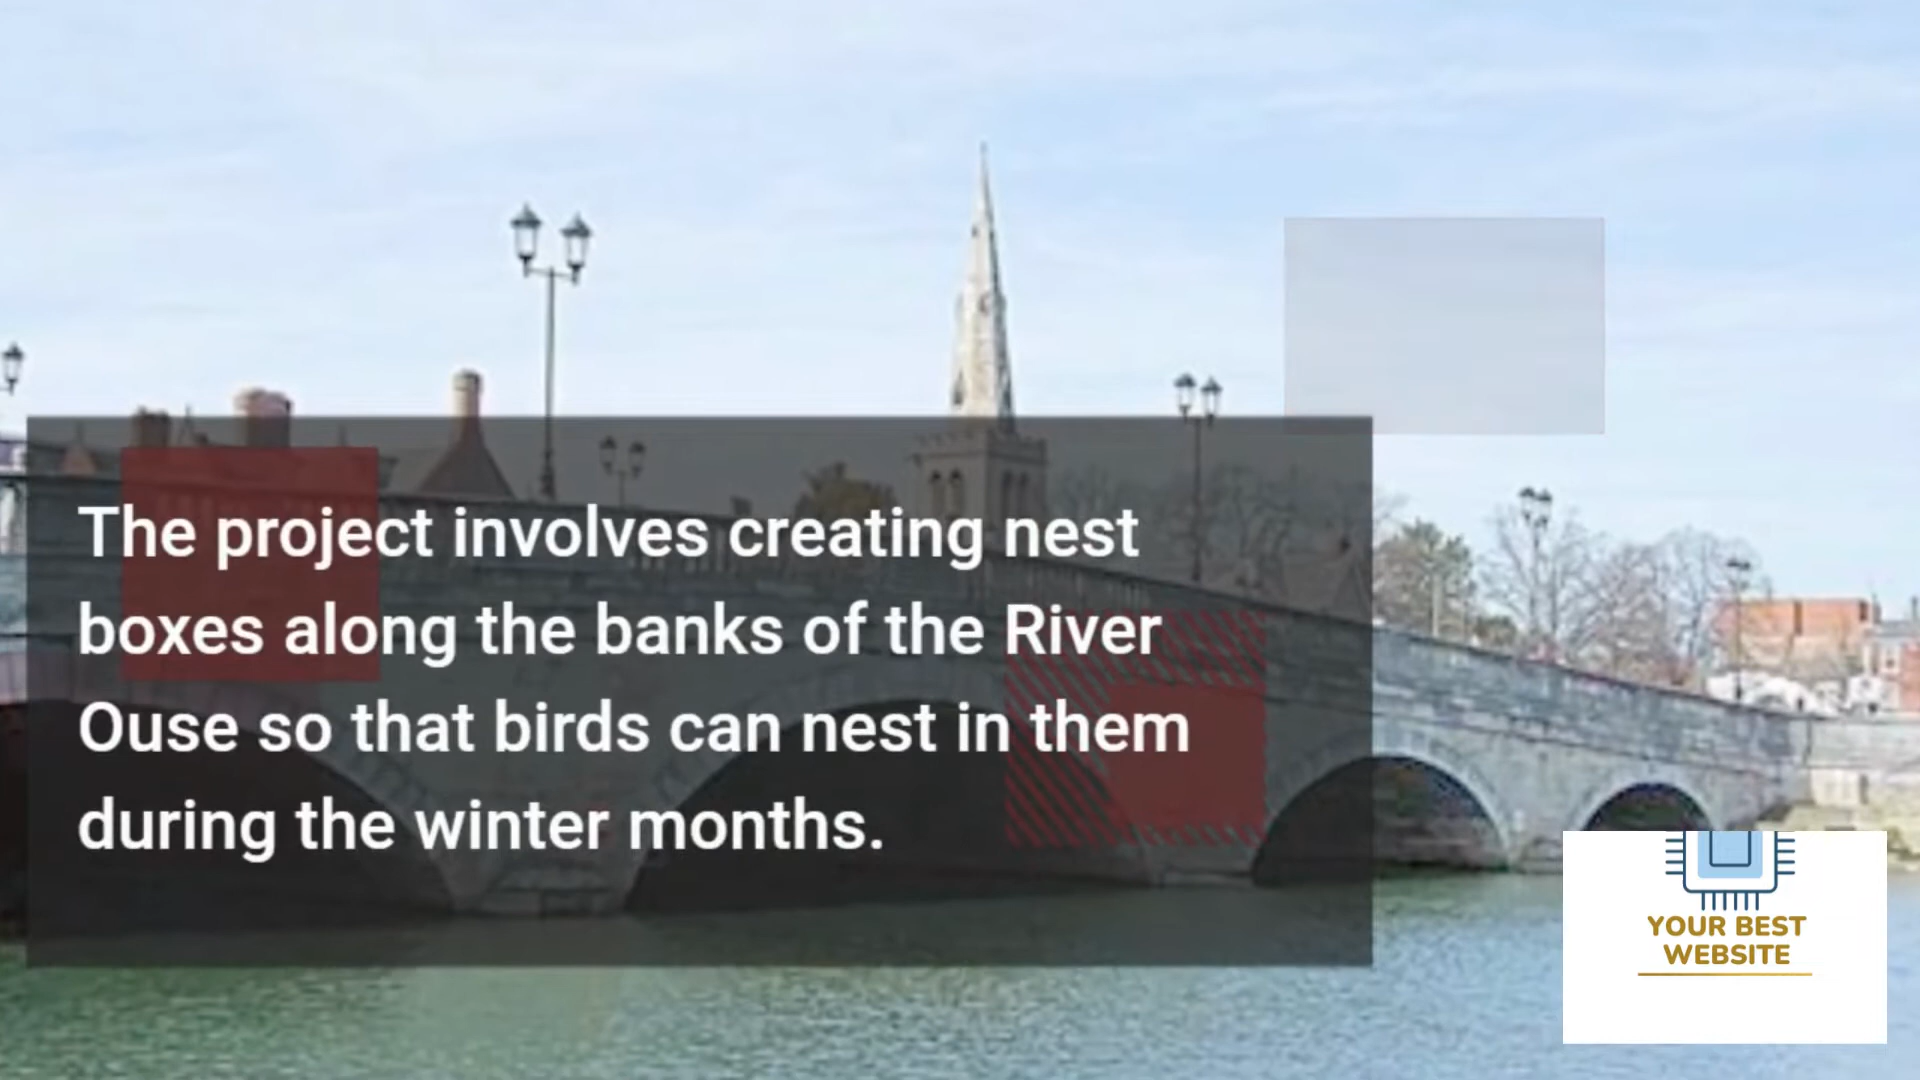 The project involves creating nest
boxes along the banks of the River
Ouse so that birds can nest in them
during the winter months.
YOUR BEST
WEBSITE